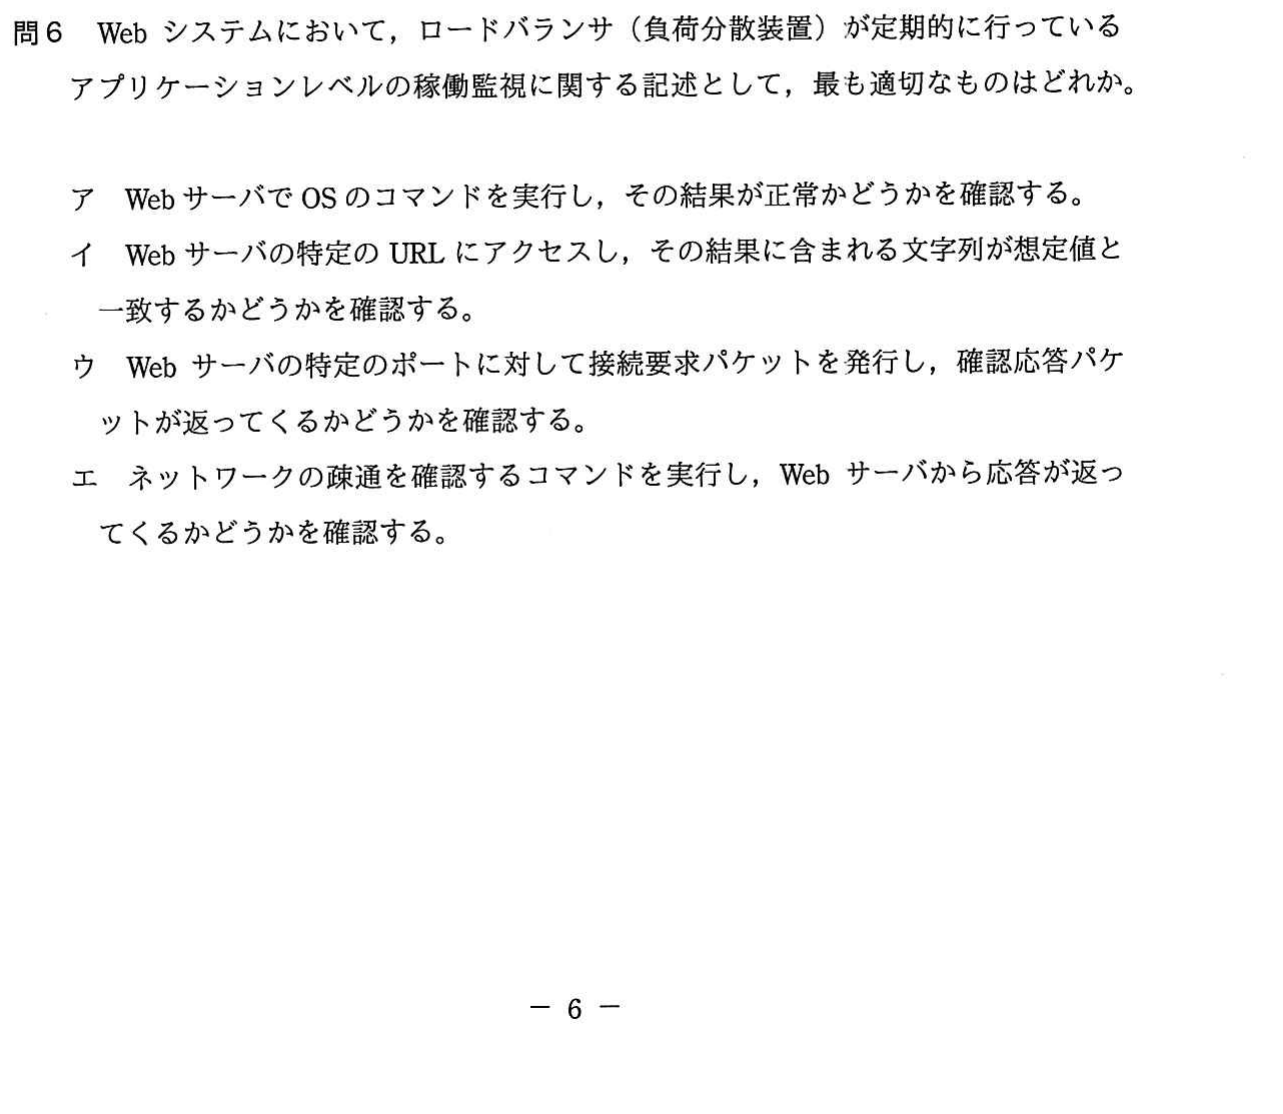 問6 Web システムにおいて，ロードバランサ（負荷分散装置）が定期的に行っている
アプリケーションレベルの稼働監視に関する記述として，最も適切なものはどれか。
ア Web サーバで OS のコマンドを実行し，その結果が正常かどうかを確認する。
イ Web サーバの特定の URL にアクセスし，その結果に含まれる文字列が想定値と
一致するかどうかを確認する。
ウ Web サーバの特定のポートに対して接続要求パケットを発行し，確認応答パケ
ットが返ってくるかどうかを確認する。
エ ネットワークの疎通を確認するコマンドを実行し，Web サーバから応答が返っ
てくるかどうかを確認する。
－ 6 －